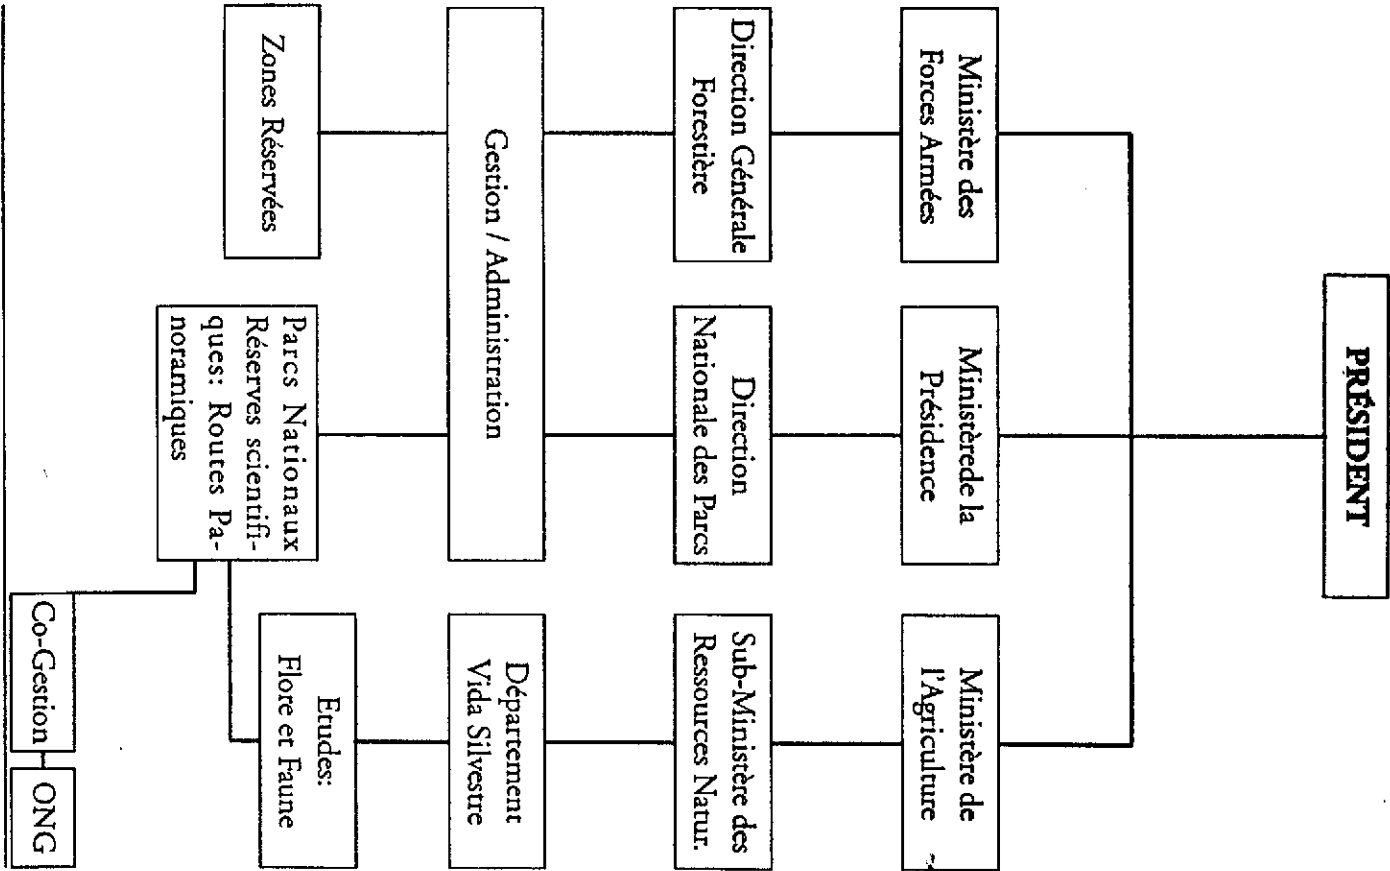 PRÉSIDENT
Ministère des
Forces Armées
Ministèrede la
Présidence
Ministère de
l'Agriculture
Direction Générale
Forestière
Direction
Nationale des Parcs
Sub-Ministère des
Ressources Natur.
Gestion / Administration
Département
Vida Silvestre
Zones Réservées
Parcs Nationaux
Réserves scientifi-
ques: Routes Pa-
noramiques
Etudes:
Flore et Faune
Co-Gestion
ONG